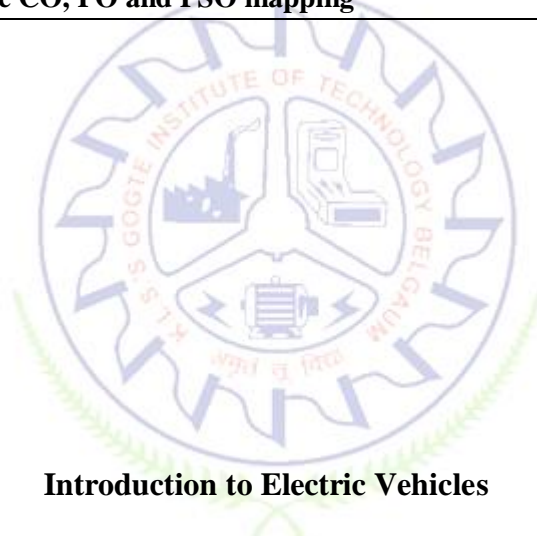 c CO, PO and PSO mapping
K.L.S'S GOGTE INSTITUTE OF TECHNOLOGY BELGAUM
Introduction to Electric Vehicles